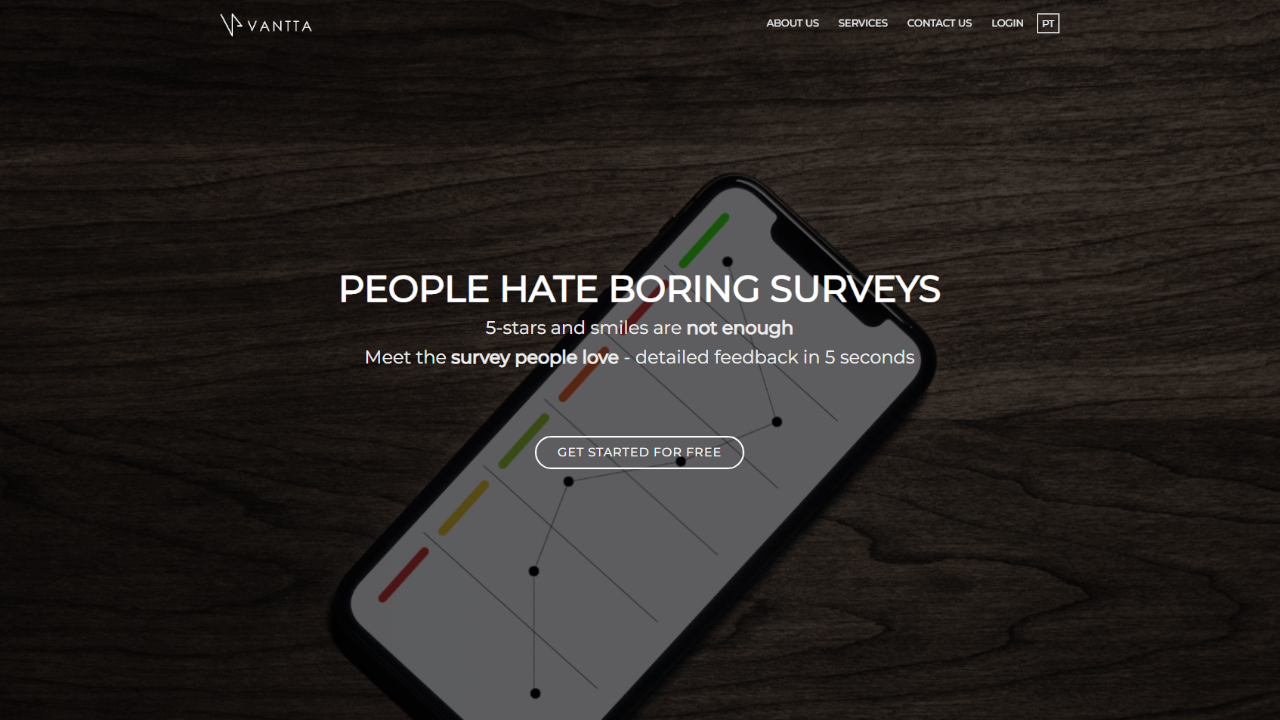 VANTTA
ABOUT US SERVICES CONTACT US LOGIN PT
PEOPLE HATE BORING SURVEYS
5-stars and smiles are not enough
Meet the survey people love - detailed feedback in 5 seconds
GET STARTED FOR FREE